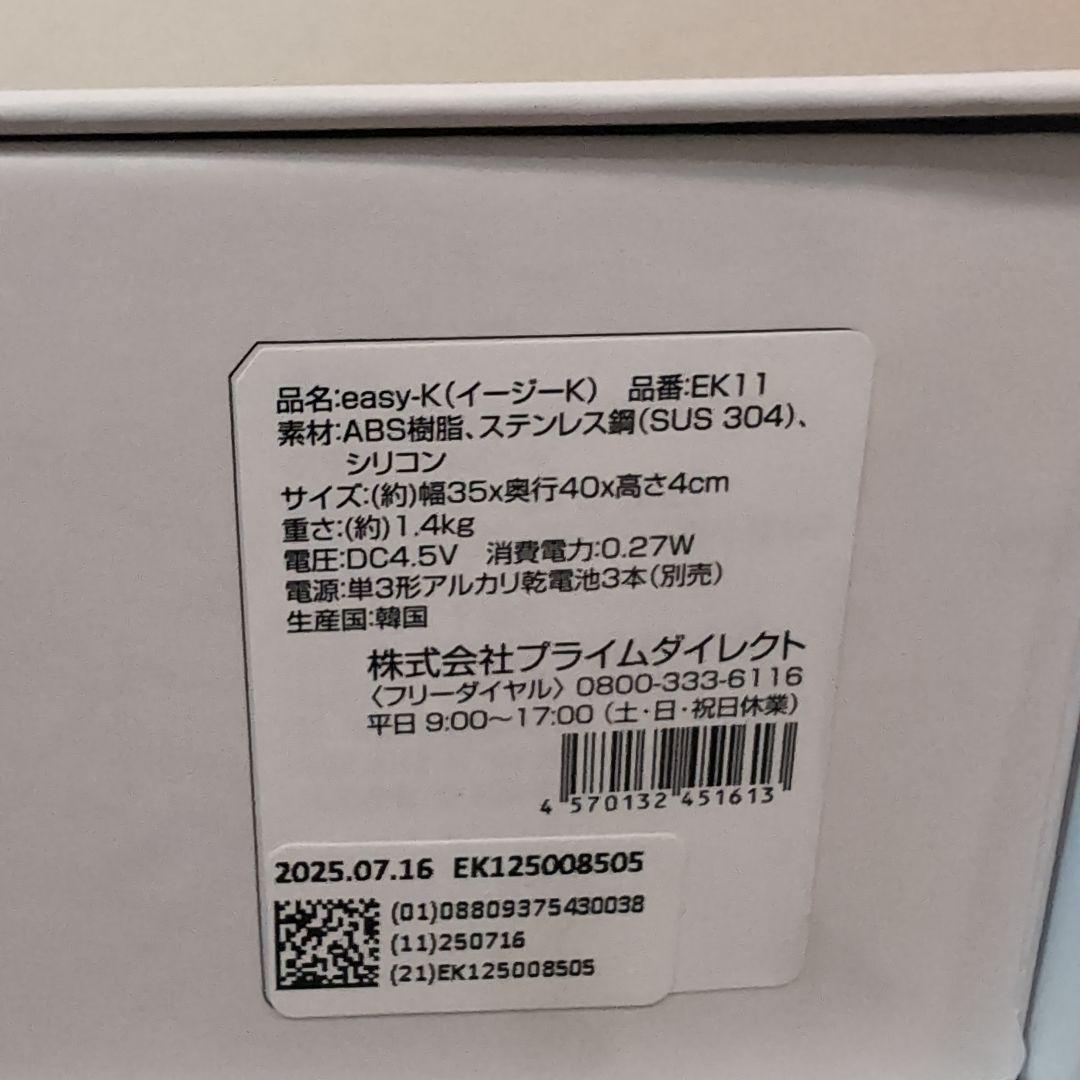 品名:easy-K(イージーK)　品番:EK11
素材:ABS樹脂、ステンレス鋼(SUS 304)、
シリコン
サイズ:(約)幅35x奥行40x高さ4cm
重さ:(約)1.4kg
電圧:DC4.5V　消費電力:0.27W
電源:単3形アルカリ乾電池3本(別売)
生産国:韓国
株式会社プライムダイレクト
〈フリーダイヤル〉0800-333-6116
平日 9:00〜17:00 (土・日・祝日休業)
4 570132 451613
2025.07.16 EK125008505
(01)08809375430038
(11)250716
(21)EK125008505